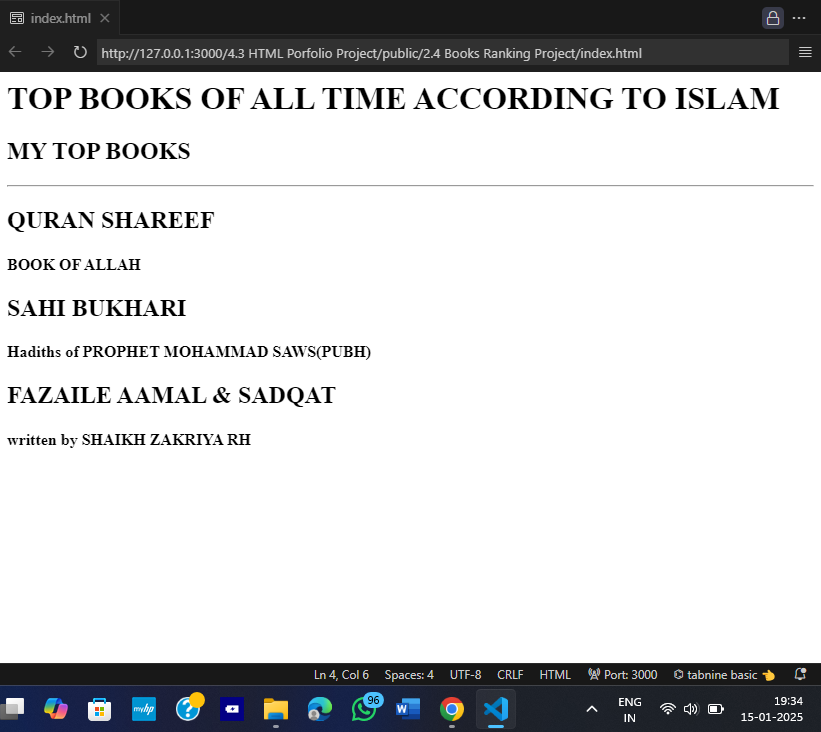 index.html
http://127.0.0.1:3000/4.3 HTML Porfolio Project/public/2.4 Books Ranking Project/index.html
TOP BOOKS OF ALL TIME ACCORDING TO ISLAM
MY TOP BOOKS
QURAN SHAREEF
BOOK OF ALLAH
SAHI BUKHARI
Hadiths of PROPHET MOHAMMAD SAWS(PUBH)
FAZAILE AAMAL & SADQAT
written by SHAIKH ZAKRIYA RH
Ln 4, Col 6 Spaces: 4 UTF-8 CRLF HTML Port: 3000 tabnine basic
myhp
?
96
W
ENG
IN
19:34
15-01-2025